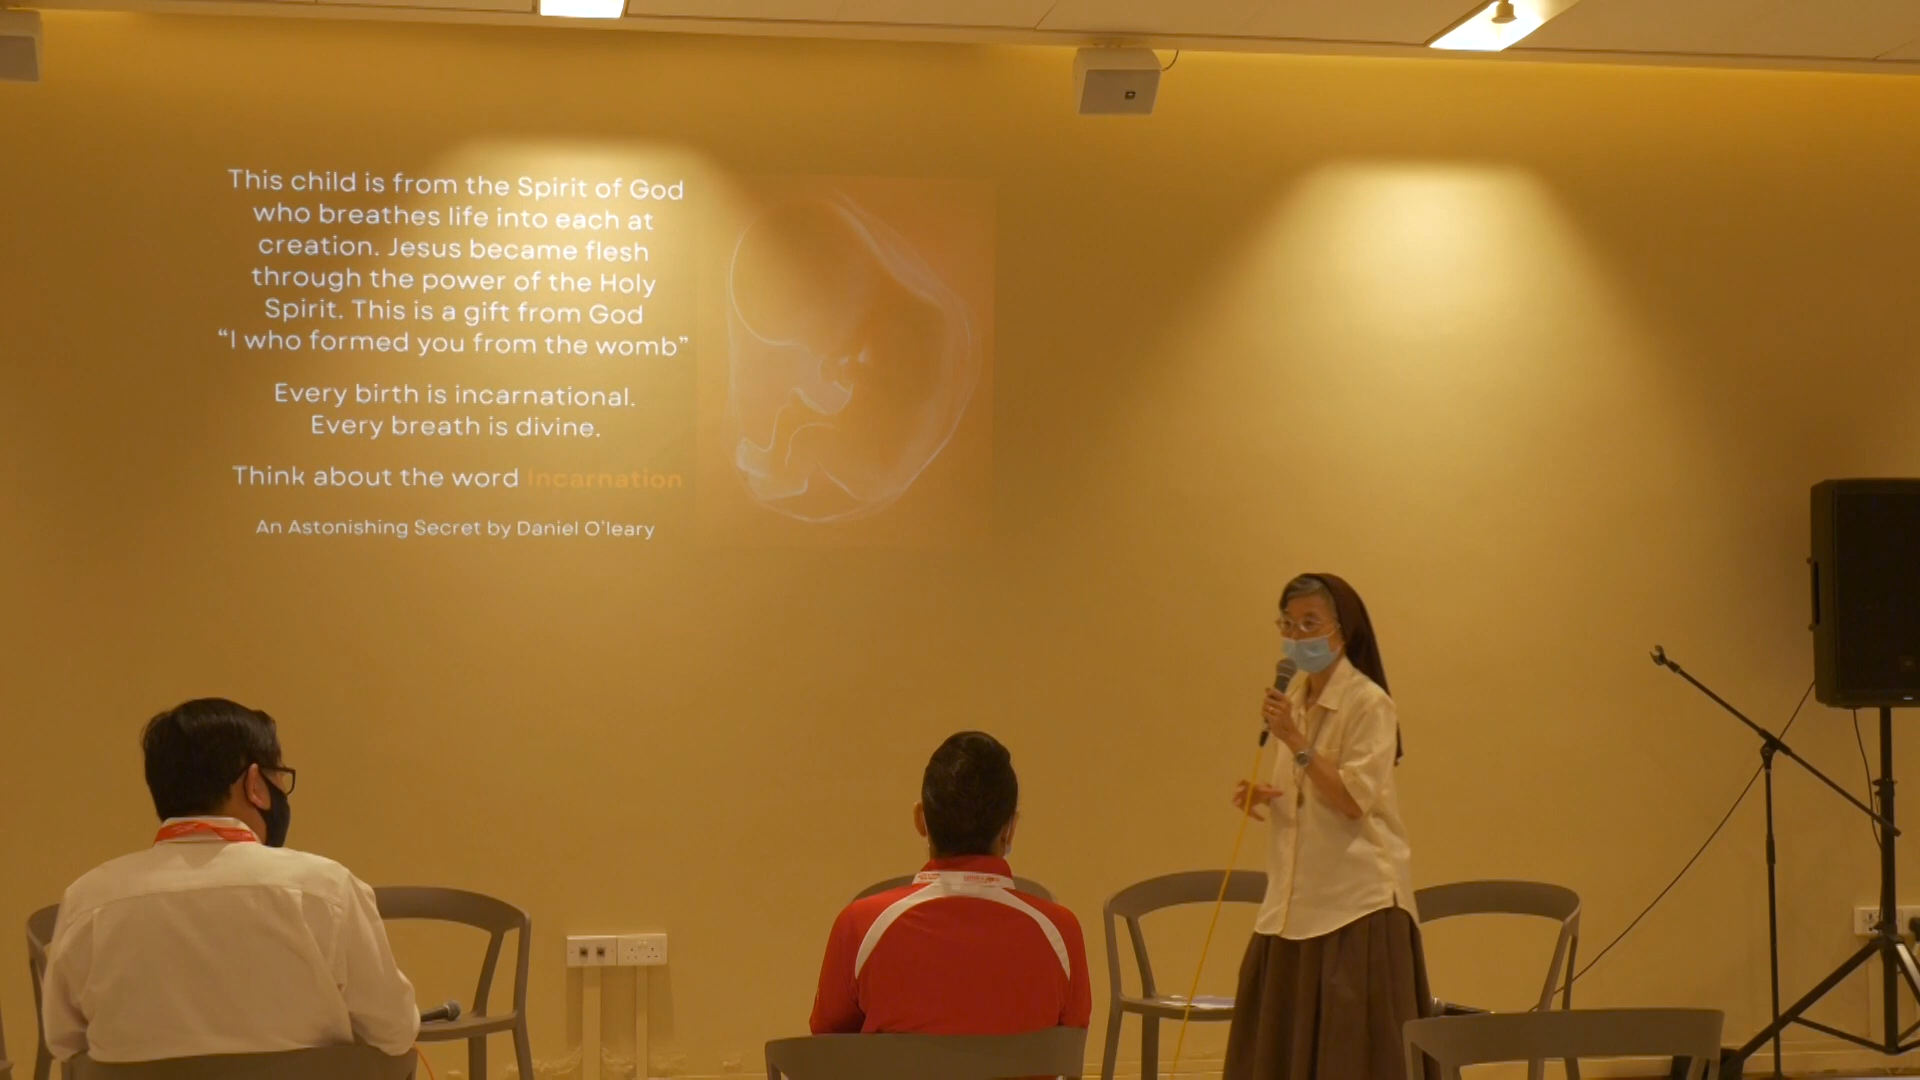 This child is from the Spirit of God
who breathes life into each at
creation. Jesus became flesh
through the power of the Holy
Spirit. This is a gift from God
“I who formed you from the womb”
Every birth is incarnational.
Every breath is divine.
Think about the word Incarnation
An Astonishing Secret by Daniel O'leary